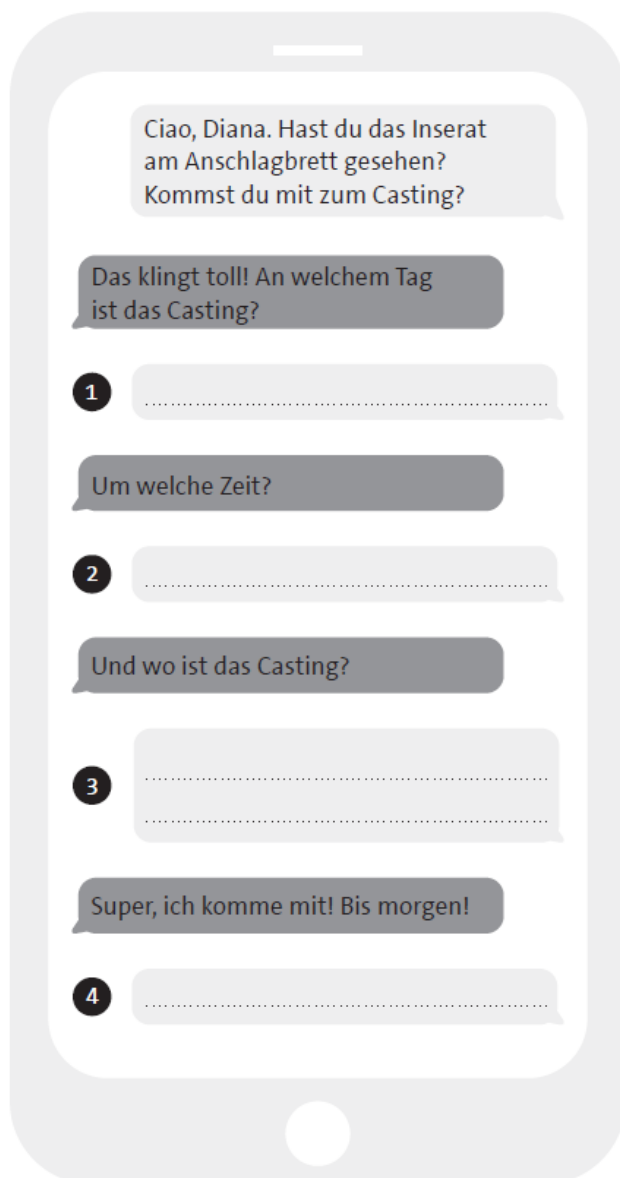 Ciao, Diana. Hast du das Inserat
am Anschlagbrett gesehen?
Kommst du mit zum Casting?
Das klingt toll! An welchem Tag
ist das Casting?
1
Um welche Zeit?
2
Und wo ist das Casting?
3
Super, ich komme mit! Bis morgen!
4